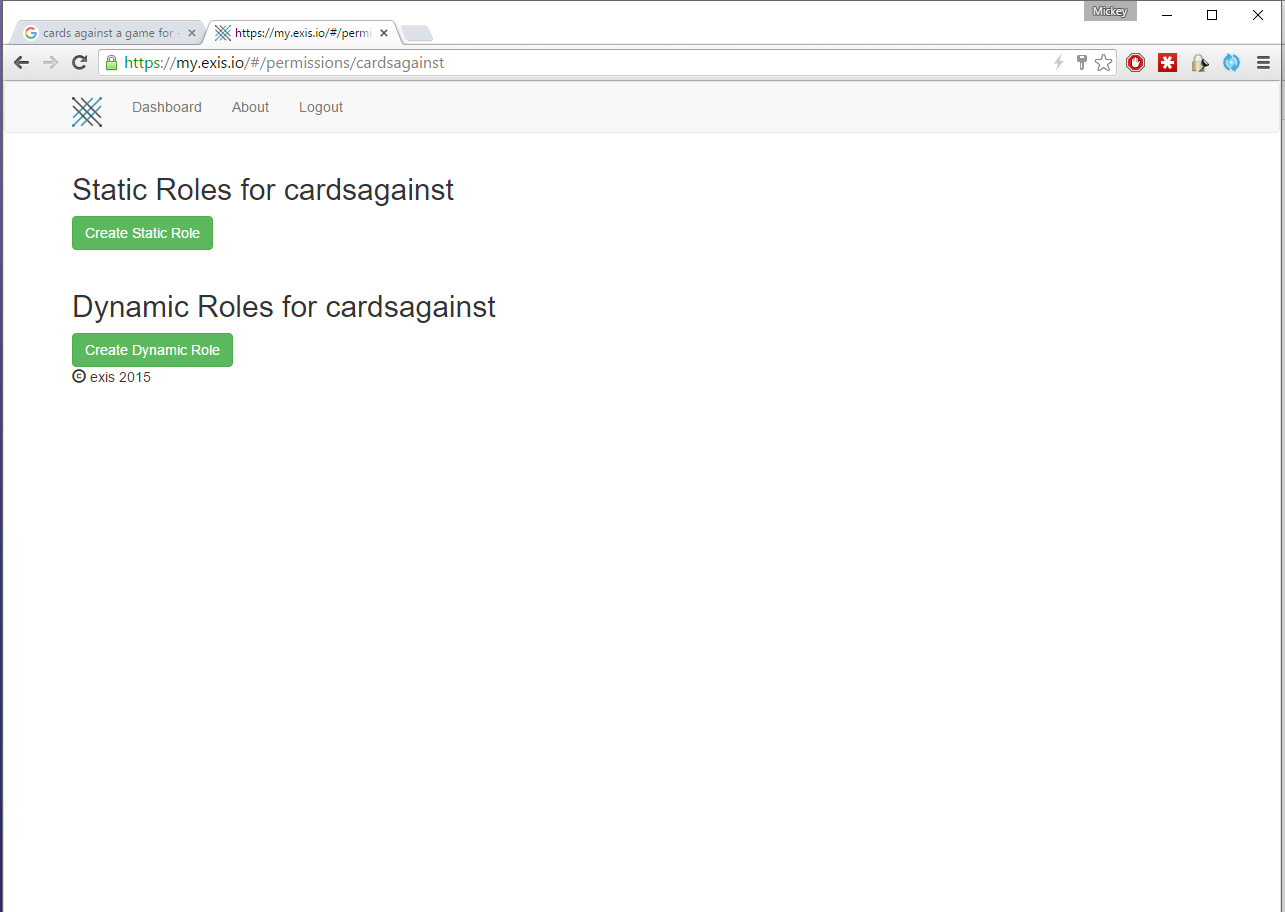 Mickey
cards against a game for
https://my.exis.io/#/permi
https://my.exis.io/#/permissions/cardsagainst
Dashboard About Logout
Static Roles for cardsagainst
Create Static Role
Dynamic Roles for cardsagainst
Create Dynamic Role
© exis 2015